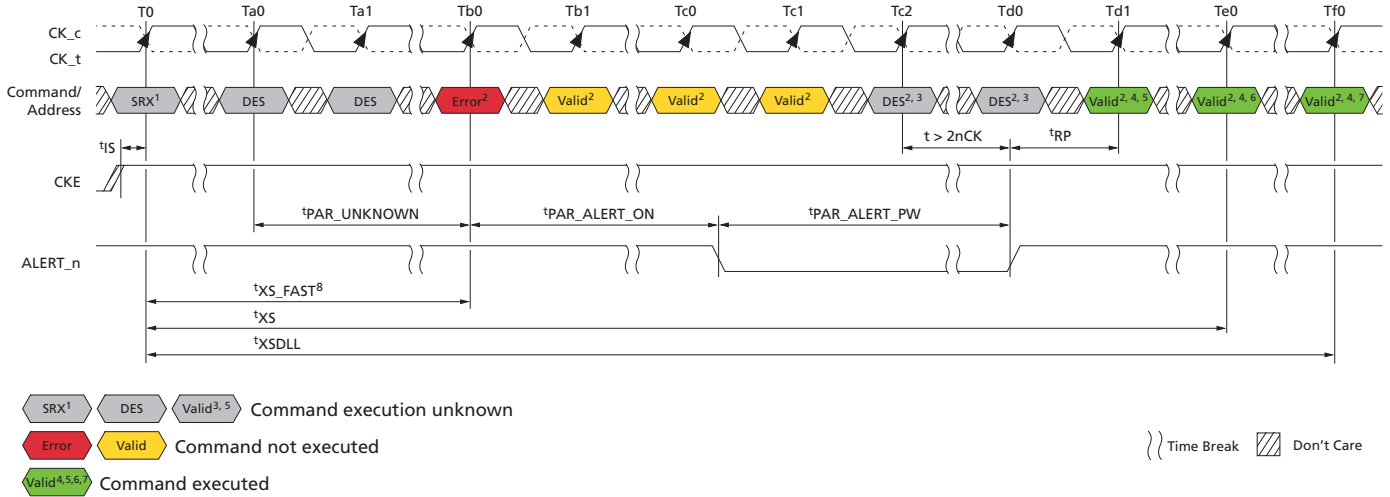 T0 Ta0 Ta1 Tb0 Tb1 Tc0 Tc1 Tc2 Td0 Td1 Te0 Tf0
CK_c
CK_t
Command/
Address
SRX1 DES DES Error2 Valid2 Valid2 Valid2 DES2, 3 DES2, 3 Valid2, 4, 5 Valid2, 4, 6 Valid2, 4, 7
tIS
t > 2nCK
tRP
CKE
tPAR_UNKNOWN tPAR_ALERT_ON tPAR_ALERT_PW
ALERT_n
tXS_FAST8
tXS
tXSDLL
SRX1 DES Valid3, 5 Command execution unknown
Error Valid Command not executed
Time Break Don't Care
Valid4,5,6,7 Command executed